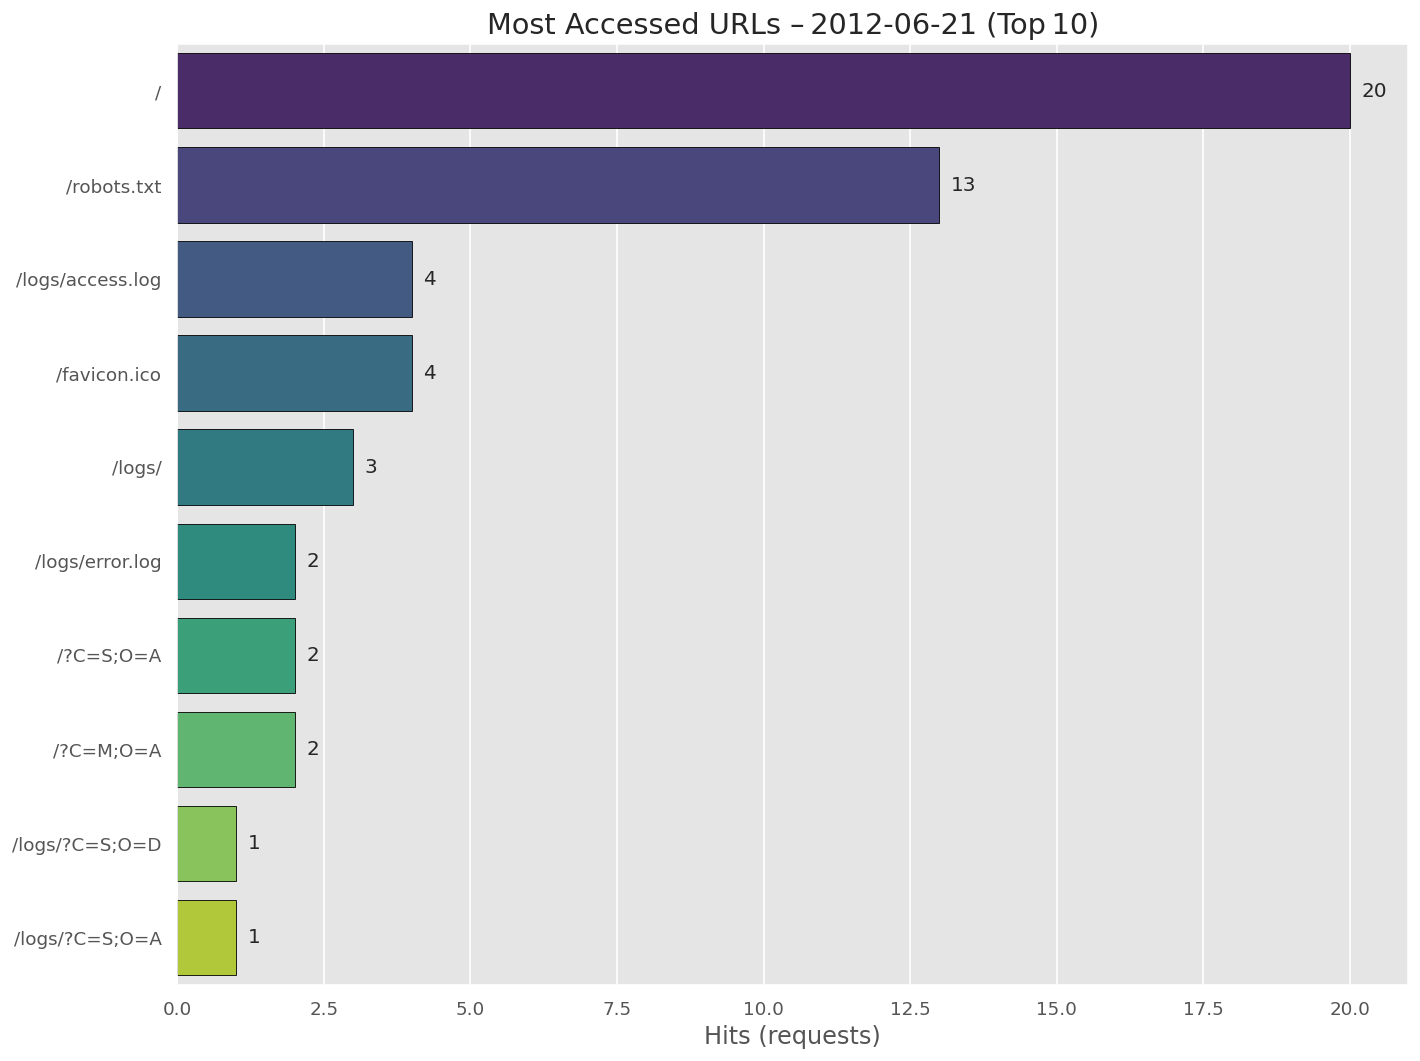 Most Accessed URLs – 2012-06-21 (Top 10)
/ 20
/robots.txt 13
/logs/access.log 4
/favicon.ico 4
/logs/ 3
/logs/error.log 2
/?C=S;O=A 2
/?C=M;O=A 2
/logs/?C=S;O=D 1
/logs/?C=S;O=A 1
0.0 2.5 5.0 7.5 10.0 12.5 15.0 17.5 20.0
Hits (requests)